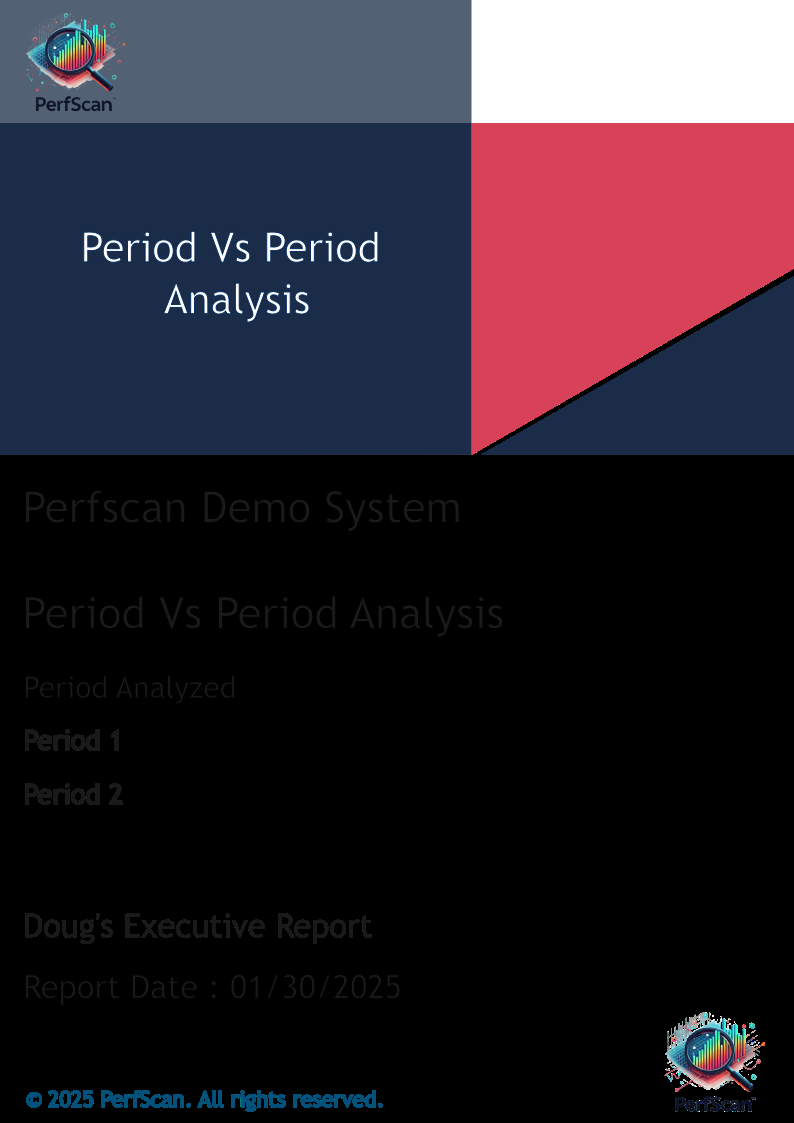 PerfScan™
Period Vs Period
Analysis
Perfscan Demo System
Period Vs Period Analysis
Period Analyzed
Period 1
Period 2
Doug's Executive Report
Report Date : 01/30/2025
© 2025 PerfScan. All rights reserved.
PerfScan™